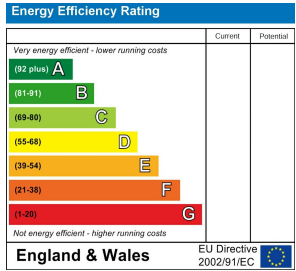 Energy Efficiency Rating
Current Potential
Very energy efficient - lower running costs
(92 plus) A
(81-91) B
(69-80) C
(55-68) D
(39-54) E
(21-38) F
(1-20) G
Not energy efficient - higher running costs
England & Wales
EU Directive
2002/91/EC